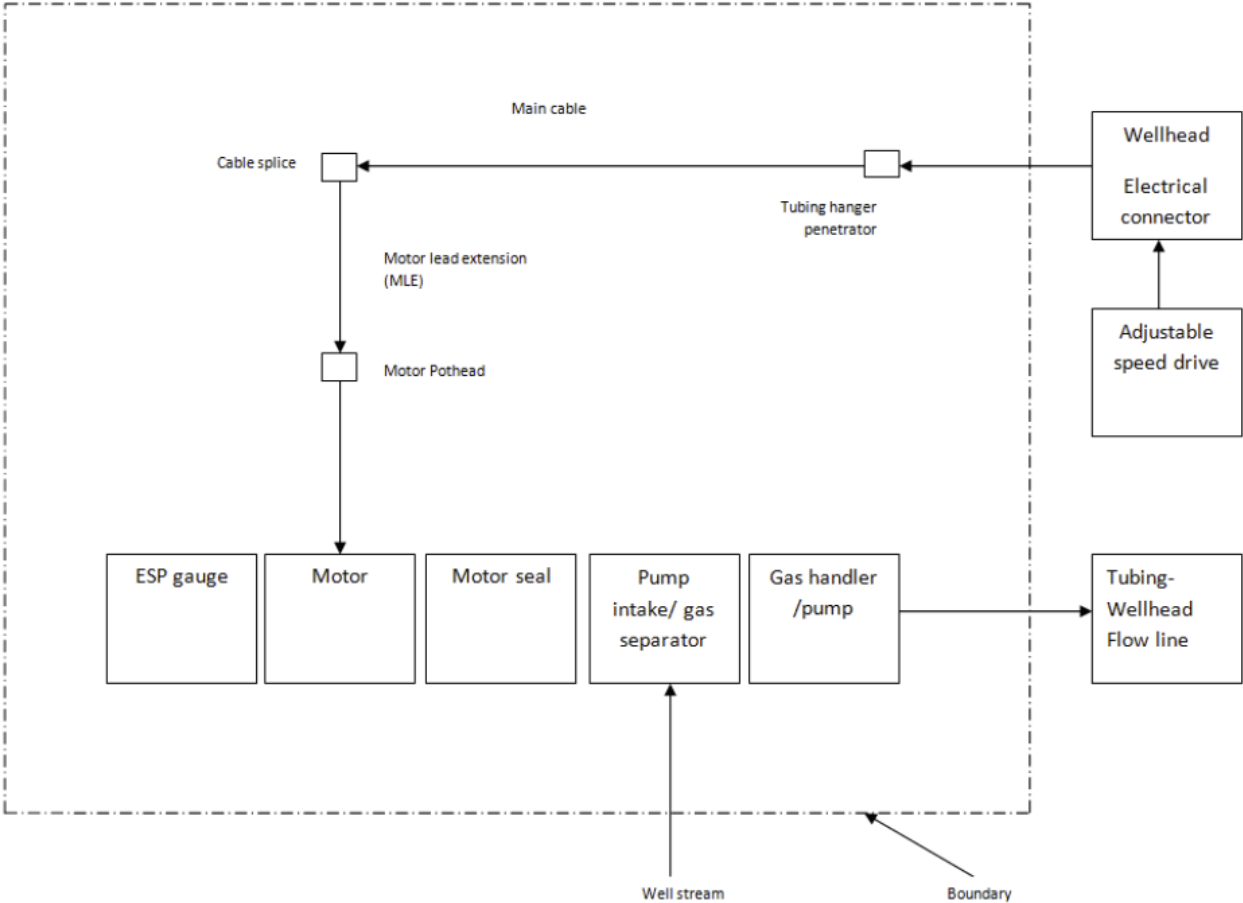 Main cable
Wellhead
Electrical
connector
Cable splice
Tubing hanger
penetrator
Motor lead extension
(MLE)
Adjustable
speed drive
Motor Pothead
ESP gauge
Motor
Motor seal
Pump
intake/ gas
separator
Gas handler
/pump
Tubing-
Wellhead
Flow line
Well stream
Boundary